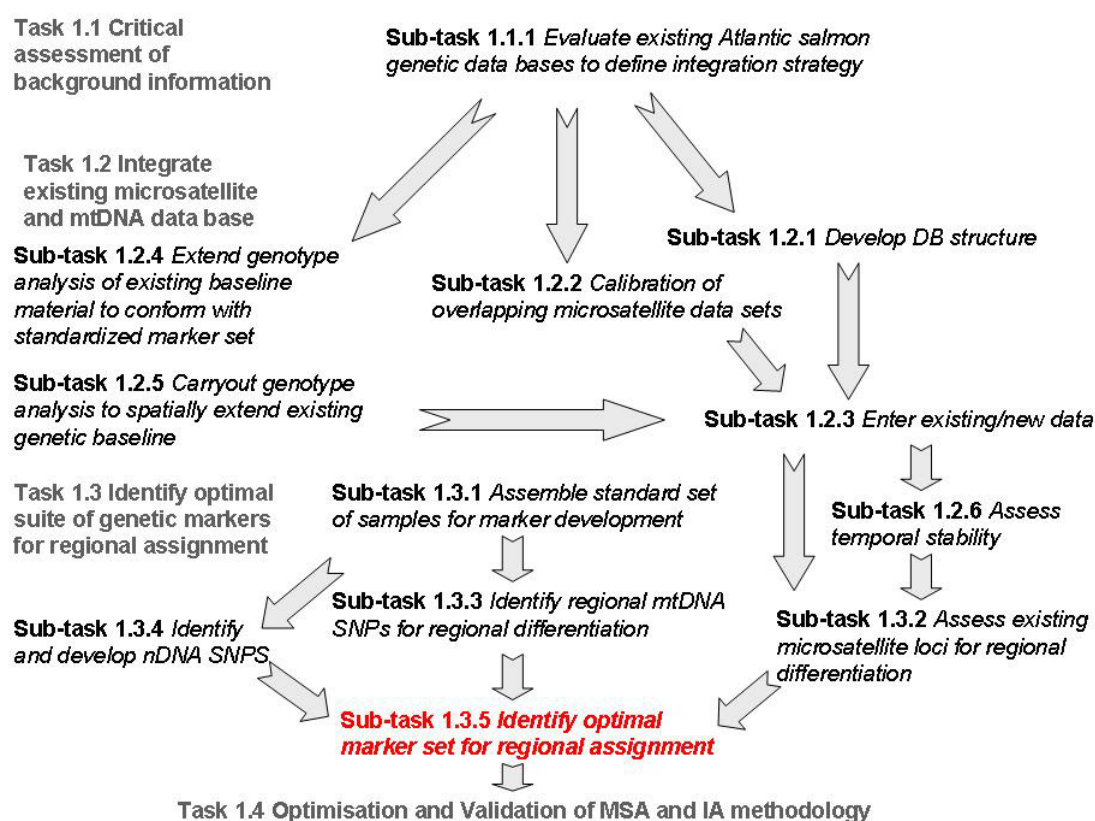 Task 1.1 Critical
assessment of
background information
Sub-task 1.1.1 Evaluate existing Atlantic salmon
genetic data bases to define integration strategy
Task 1.2 Integrate
existing microsatellite
and mtDNA data base
Sub-task 1.2.1 Develop DB structure
Sub-task 1.2.4 Extend genotype
analysis of existing baseline
material to conform with
standardized marker set
Sub-task 1.2.2 Calibration of
overlapping microsatellite data sets
Sub-task 1.2.5 Carryout genotype
analysis to spatially extend existing
genetic baseline
Sub-task 1.2.3 Enter existing/new data
Task 1.3 Identify optimal
suite of genetic markers
for regional assignment
Sub-task 1.3.1 Assemble standard set
of samples for marker development
Sub-task 1.2.6 Assess
temporal stability
Sub-task 1.3.4 Identify
and develop nDNA SNPS
Sub-task 1.3.3 Identify regional mtDNA
SNPs for regional differentiation
Sub-task 1.3.2 Assess existing
microsatellite loci for regional
differentiation
Sub-task 1.3.5 Identify optimal
marker set for regional assignment
Task 1.4 Optimisation and Validation of MSA and IA methodology